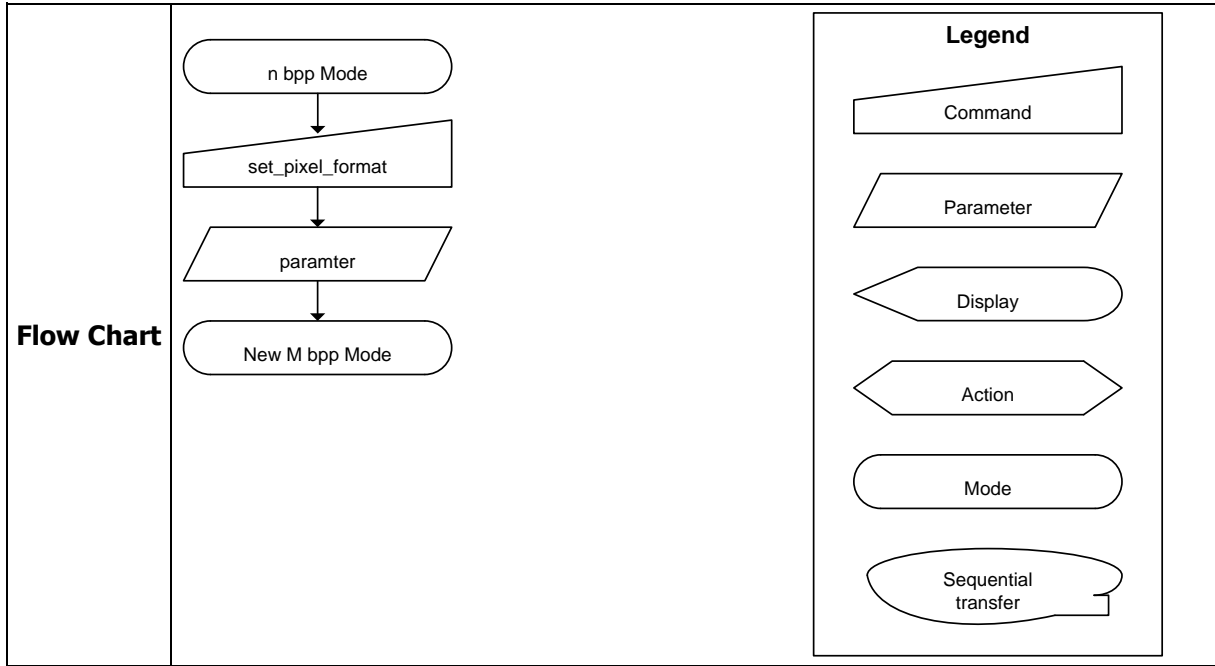 Flow Chart
n bpp Mode
set_pixel_format
paramter
New M bpp Mode
Legend
Command
Parameter
Display
Action
Mode
Sequential
transfer